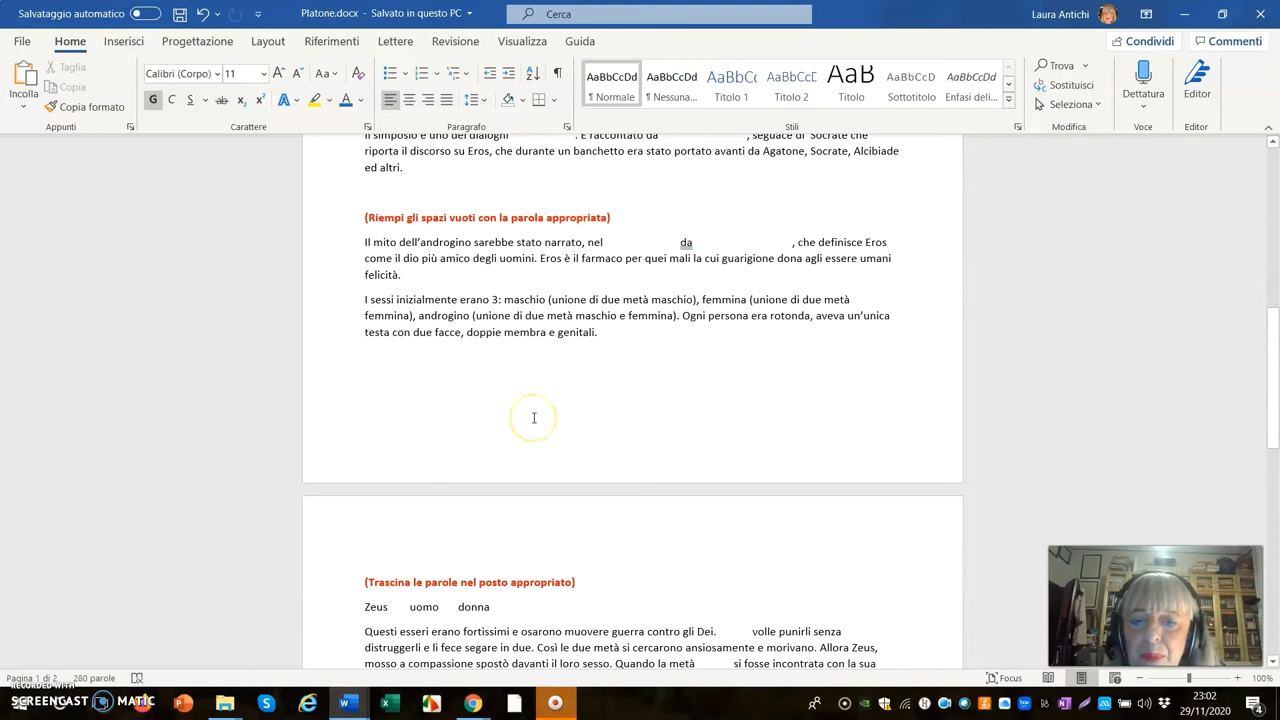 Salvataggio automatico Platone.docx - Salvato in questo PC Cerca Laura Antichi
File Home Inserisci Progettazione Layout Riferimenti Lettere Revisione Visualizza Guida Condividi Commenti
Incolla Taglia Copia Copia formato
Calibri (Corpo) 11
AaBbCcDd AaBbCcDd AaBbCc AaBbCcD AaB AaBbCcD AaBbCcDd
¶ Normale ¶ Nessuna... Titolo 1 Titolo 2 Titolo Sottotitolo Enfasi deli...
Trova Sostituisci Seleziona Dettatura Editor
Appunti Carattere Paragrafo Stili Modifica Voce Editor
Il simposio è uno dei dialoghi . È raccontato da , seguace di Socrate che
riporta il discorso su Eros, che durante un banchetto era stato portato avanti da Agatone, Socrate, Alcibiade
ed altri.
(Riempi gli spazi vuoti con la parola appropriata)
Il mito dell’androgino sarebbe stato narrato, nel da , che definisce Eros
come il dio più amico degli uomini. Eros è il farmaco per quei mali la cui guarigione dona agli essere umani
felicità.
I sessi inizialmente erano 3: maschio (unione di due metà maschio), femmina (unione di due metà
femmina), androgino (unione di due metà maschio e femmina). Ogni persona era rotonda, aveva un’unica
testa con due facce, doppie membra e genitali.
(Trascina le parole nel posto appropriato)
Zeus uomo donna
Questi esseri erano fortissimi e osarono muovere guerra contro gli Dei. volle punirli senza
distruggerli e li fece segare in due. Così le due metà si cercarono ansiosamente e morivano. Allora Zeus,
mosso a compassione spostò davanti il loro sesso. Quando la metà si fosse incontrata con la sua
Pagina 1 di 2 280 parole Focus 100%
RECORDED WITH
SCREENCAST MATIC
23:02
29/11/2020